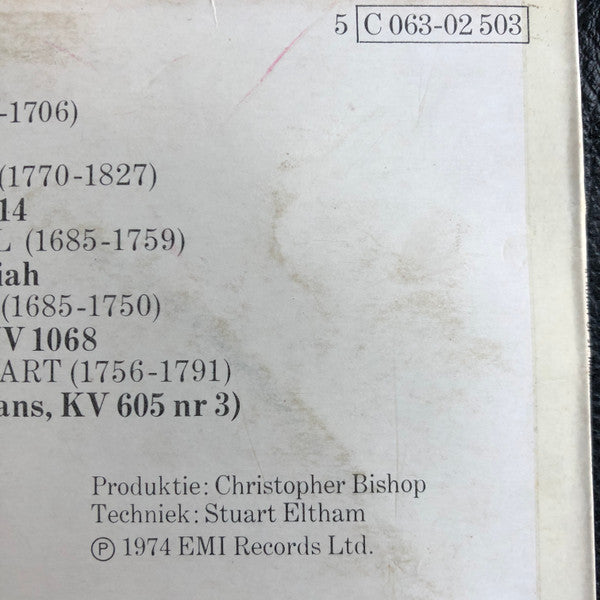 5 C 063-02 503
-1706)
(1770-1827)
14
L (1685-1759)
iah
(1685-1750)
VV 1068
ART (1756-1791)
ans, KV 605 nr 3)
Produktie: Christopher Bishop
Techniek: Stuart Eltham
Ⓟ 1974 EMI Records Ltd.